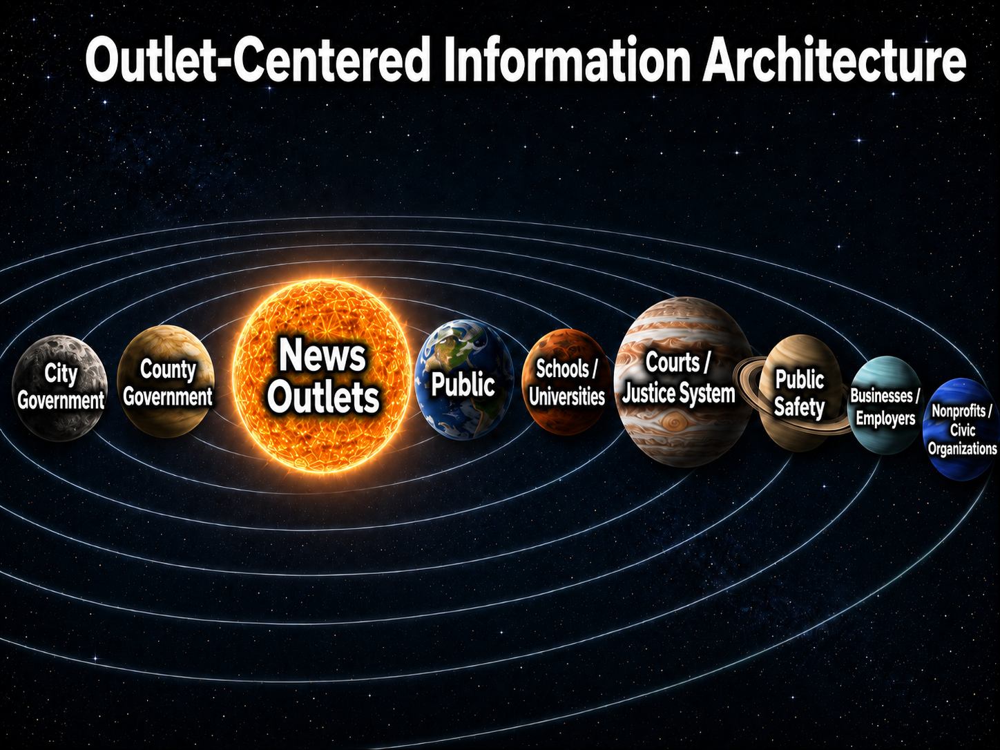 Outlet-Centered Information Architecture
City
Government
County
Government
News
Outlets
Public
Schools /
Universities
Courts /
Justice System
Public
Safety
Businesses /
Employers
Nonprofits /
Civic
Organizations